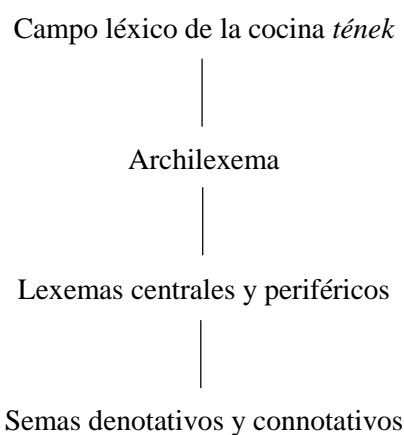 Campo léxico de la cocina tének
Archilexema
Lexemas centrales y periféricos
Semas denotativos y connotativos